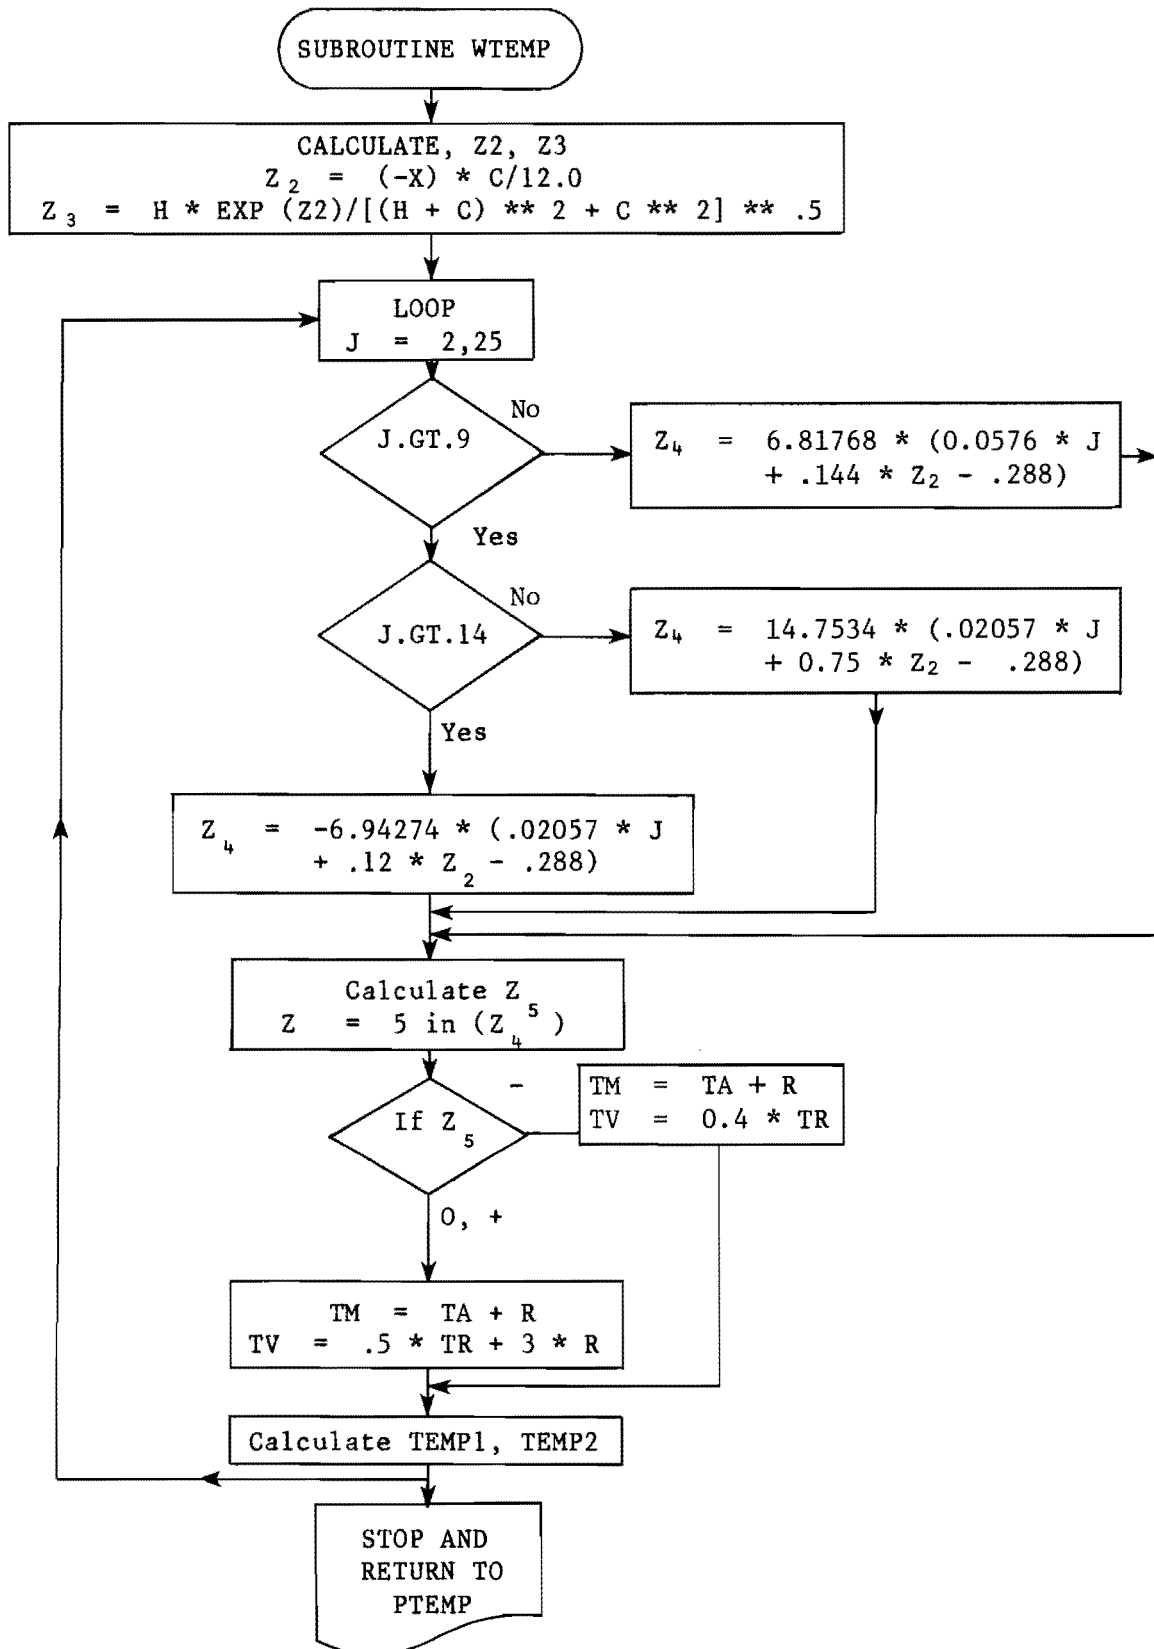 SUBROUTINE WTEMP
CALCULATE, Z2, Z3
Z₂ = (-X) * C/12.0
Z₃ = H * EXP (Z2)/[(H + C) ** 2 + C ** 2] ** .5
LOOP
J = 2,25
J.GT.9
No
Z₄ = 6.81768 * (0.0576 * J
+ .144 * Z₂ - .288)
Yes
J.GT.14
No
Z₄ = 14.7534 * (.02057 * J
+ 0.75 * Z₂ - .288)
Yes
Z₄ = -6.94274 * (.02057 * J
+ .12 * Z₂ - .288)
Calculate Z₅
Z = 5 in (Z₄)
If Z₅
-
TM = TA + R
TV = 0.4 * TR
0, +
TM = TA + R
TV = .5 * TR + 3 * R
Calculate TEMP1, TEMP2
STOP AND
RETURN TO
PTEMP